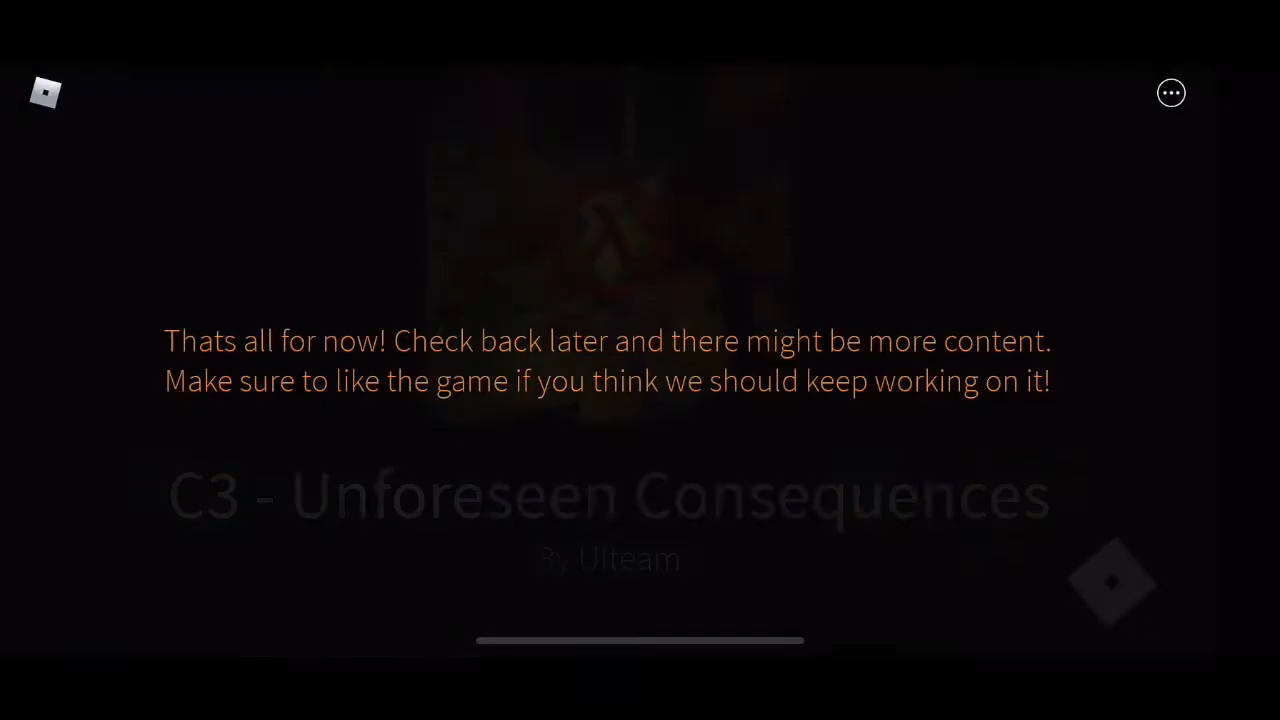 Thats all for now! Check back later and there might be more content.
Make sure to like the game if you think we should keep working on it!
C3 - Unforeseen Consequences
By Ulteam